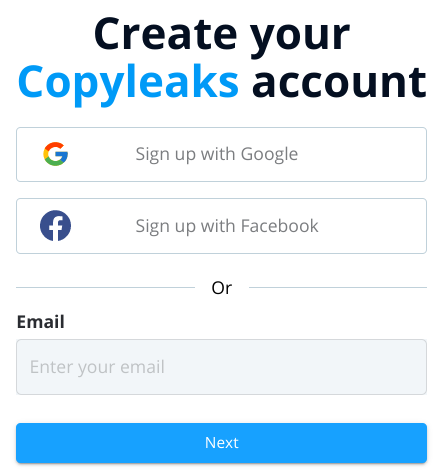 Create your
Copyleaks account
Sign up with Google
Sign up with Facebook
Or
Email
Enter your email
Next